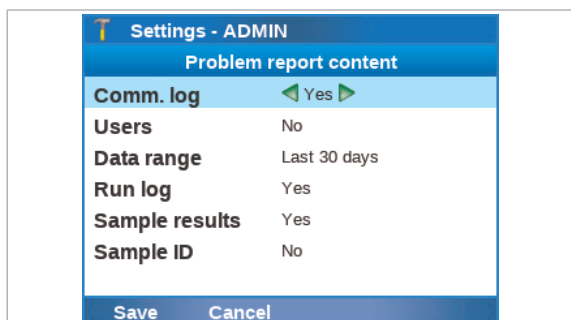 Settings - ADMIN
Problem report content
Comm. log Yes
Users No
Data range Last 30 days
Run log Yes
Sample results Yes
Sample ID No
Save Cancel